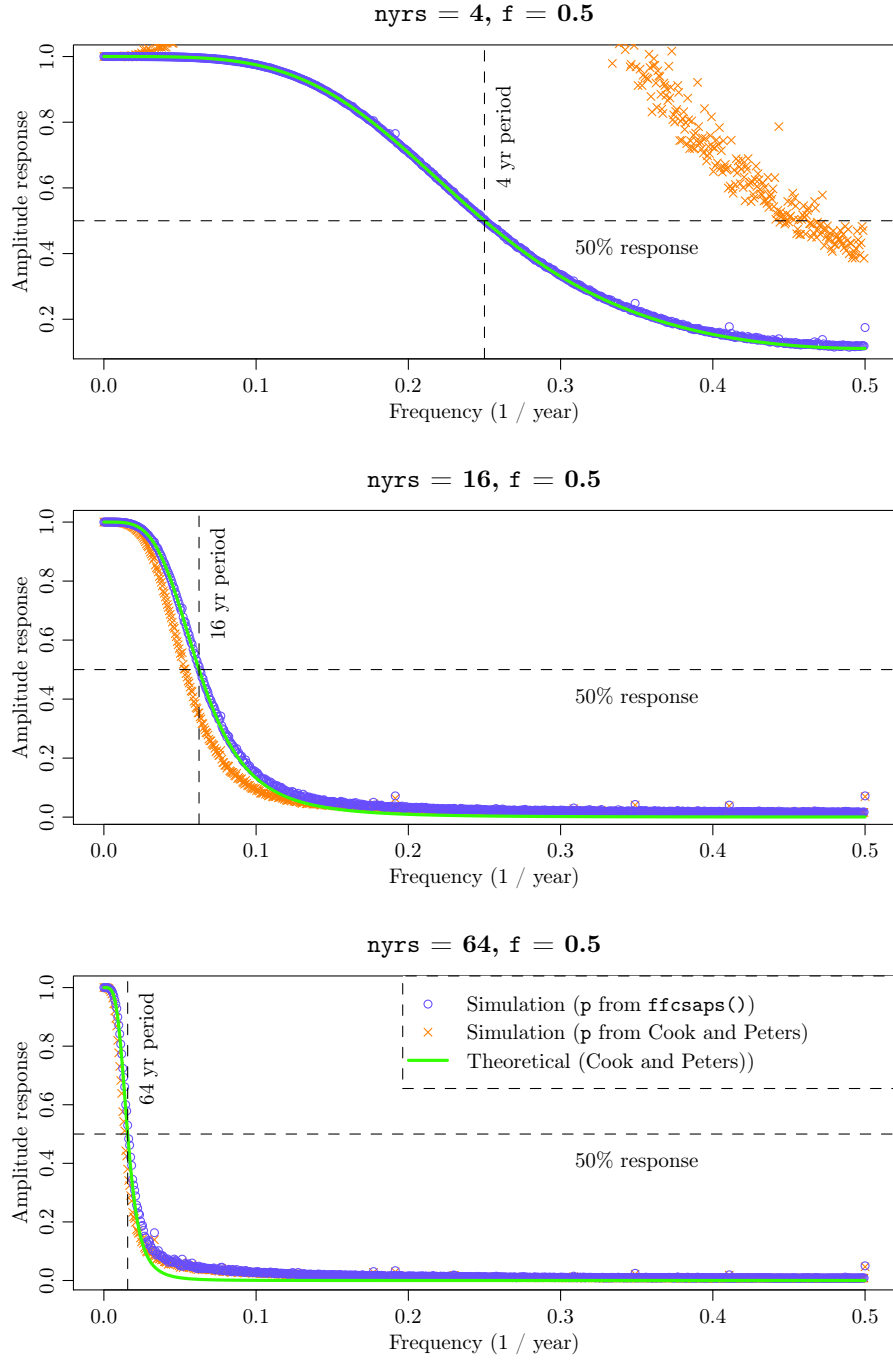 nyrs = 4, f = 0.5
Amplitude response
0.2 0.4 0.6 0.8 1.0
4 yr period
50% response
0.0 0.1 0.2 0.3 0.4 0.5
Frequency (1 / year)
nyrs = 16, f = 0.5
Amplitude response
0.0 0.2 0.4 0.6 0.8 1.0
16 yr period
50% response
0.0 0.1 0.2 0.3 0.4 0.5
Frequency (1 / year)
nyrs = 64, f = 0.5
Amplitude response
0.0 0.2 0.4 0.6 0.8 1.0
64 yr period
Simulation (p from ffcsaps())
Simulation (p from Cook and Peters)
Theoretical (Cook and Peters))
50% response
0.0 0.1 0.2 0.3 0.4 0.5
Frequency (1 / year)